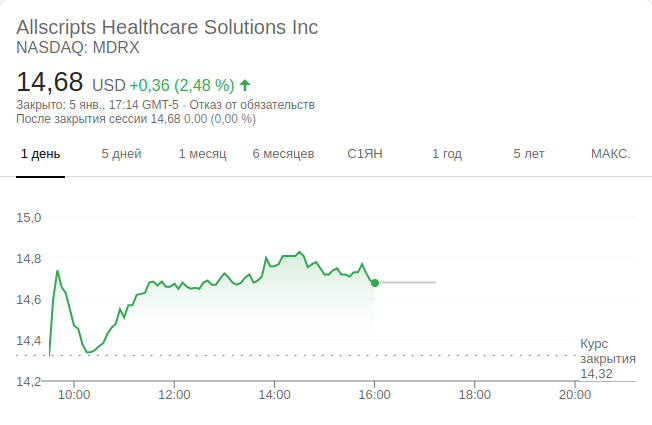 Allscripts Healthcare Solutions Inc
NASDAQ: MDRX
14,68 USD +0,36 (2,48 %)
Закрыто: 5 янв., 17:14 GMT-5 · Отказ от обязательств
После закрытия сессии 14,68 0,00 (0,00 %)
1 день 5 дней 1 месяц 6 месяцев С1ЯН 1 год 5 лет МАКС.
15,0
14,8
14,6
14,4
Курс
закрытия
14,32
14,2
10:00 12:00 14:00 16:00 18:00 20:00